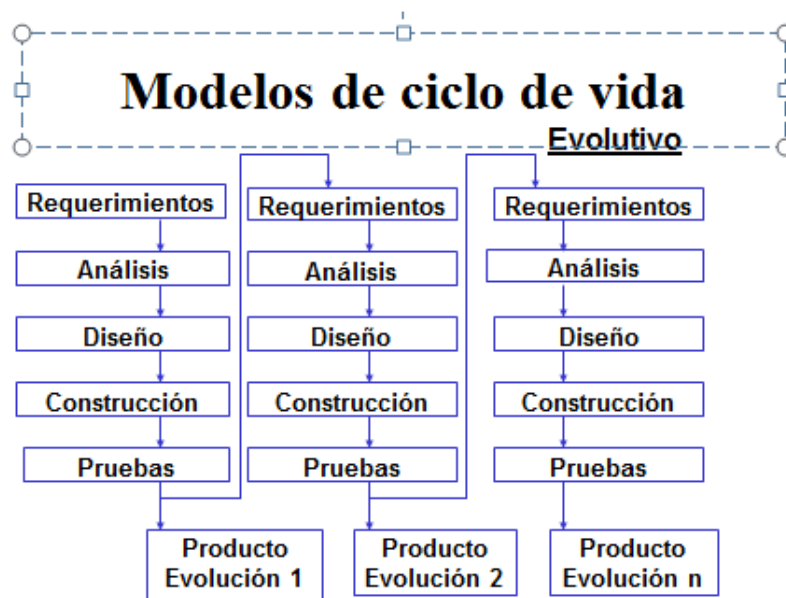 Modelos de ciclo de vida
Evolutivo
Requerimientos
Análisis
Diseño
Construcción
Pruebas
Producto
Evolución 1
Requerimientos
Análisis
Diseño
Construcción
Pruebas
Producto
Evolución 2
Requerimientos
Análisis
Diseño
Construcción
Pruebas
Producto
Evolución n